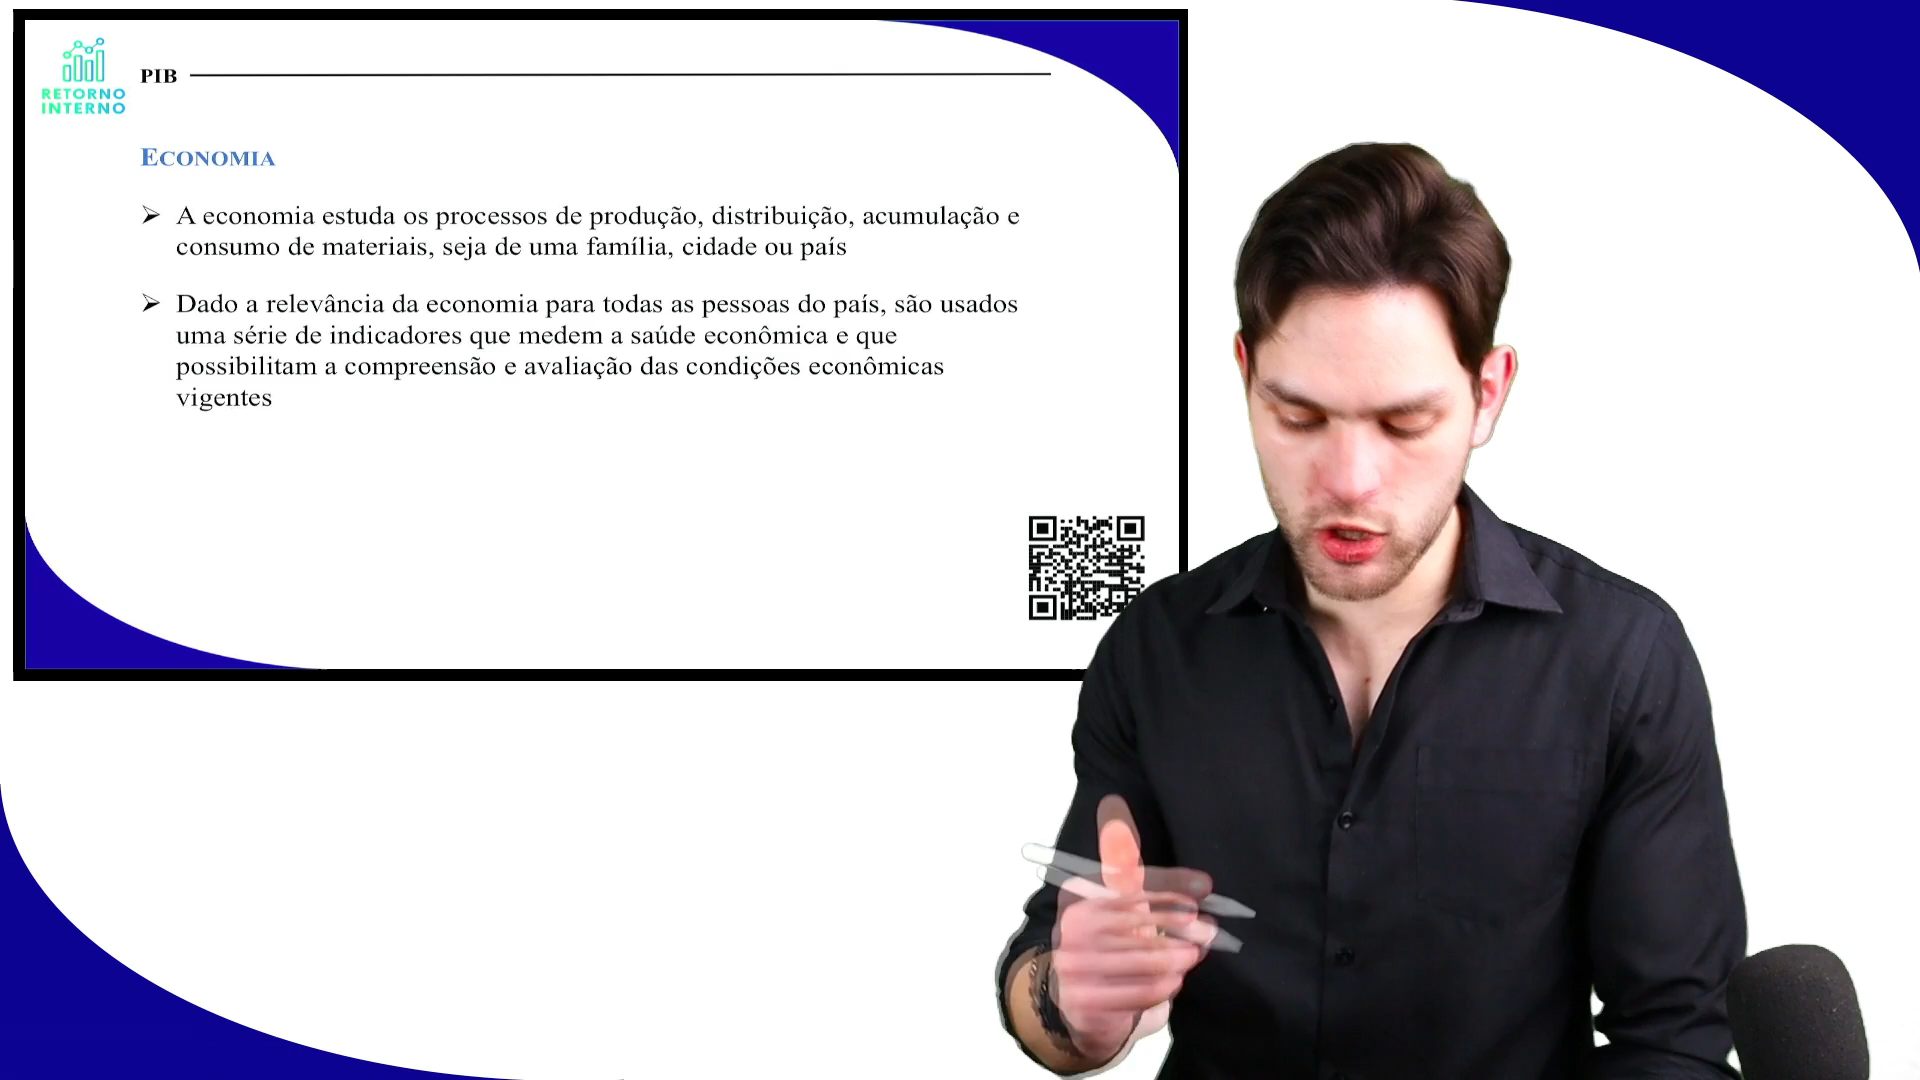 RETORNO
INTERNO
PIB
ECONOMIA
A economia estuda os processos de produção, distribuição, acumulação e
consumo de materiais, seja de uma família, cidade ou país
Dado a relevância da economia para todas as pessoas do país, são usados
uma série de indicadores que medem a saúde econômica e que
possibilitam a compreensão e avaliação das condições econômicas
vigentes